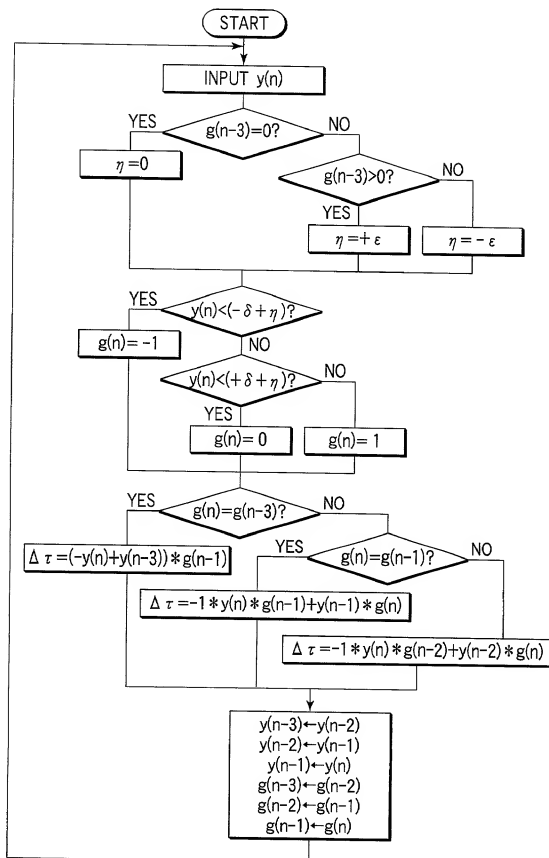 START
INPUT y(n)
YES
g(n-3)=0?
NO
η=0
g(n-3)>0?
NO
YES
η=+ε
η=-ε
YES
y(n)<(-δ+η)?
g(n)=-1
NO
y(n)<(+δ+η)?
NO
YES
g(n)=0
g(n)=1
YES
g(n)=g(n-3)?
NO
Δτ=(-y(n)+y(n-3))*g(n-1)
YES
g(n)=g(n-1)?
NO
Δτ=-1*y(n)*g(n-1)+y(n-1)*g(n)
Δτ=-1*y(n)*g(n-2)+y(n-2)*g(n)
y(n-3)←y(n-2)
y(n-2)←y(n-1)
y(n-1)←y(n)
g(n-3)←g(n-2)
g(n-2)←g(n-1)
g(n-1)←g(n)